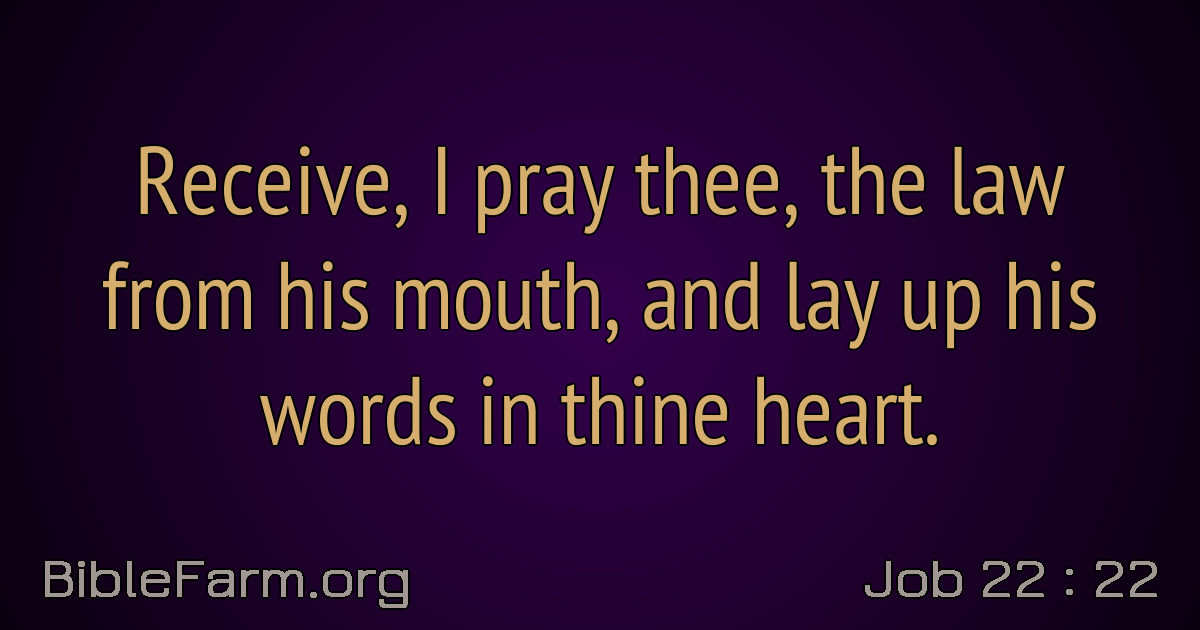 Receive, I pray thee, the law
from his mouth, and lay up his
words in thine heart.
BibleFarm.org
Job 22 : 22